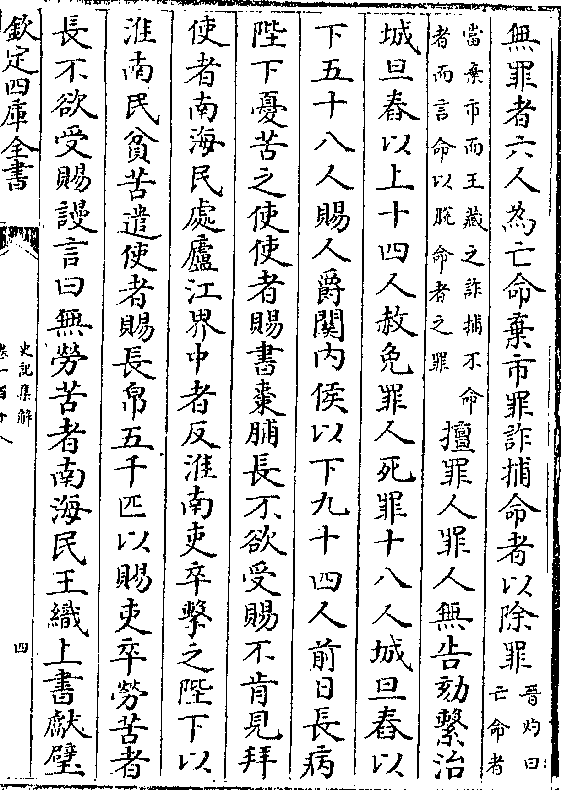 無罪者六人為亡命棄市罪詐捕命者以除罪晉灼曰亡命者
當棄市而王藏之詐捕不命者而言命以脫命者之罪擅罪人罪人無告劾繫治
城旦舂以上十四人赦免罪人死罪十八人城旦舂以
下五十八人賜人爵關内侯以下九十四人前日長病
陛下憂苦之使使者賜書棗脯長不欲受賜不肯見拜
使者南海民處廬江界中者反淮南吏卒擊之陛下以
淮南民貧苦遣使者賜長帛五千匹以賜吏卒勞苦者
長不欲受賜謾言曰無勞苦者南海民王織上書獻璧
欽定四庫全書
史記集解
卷一百十八
四